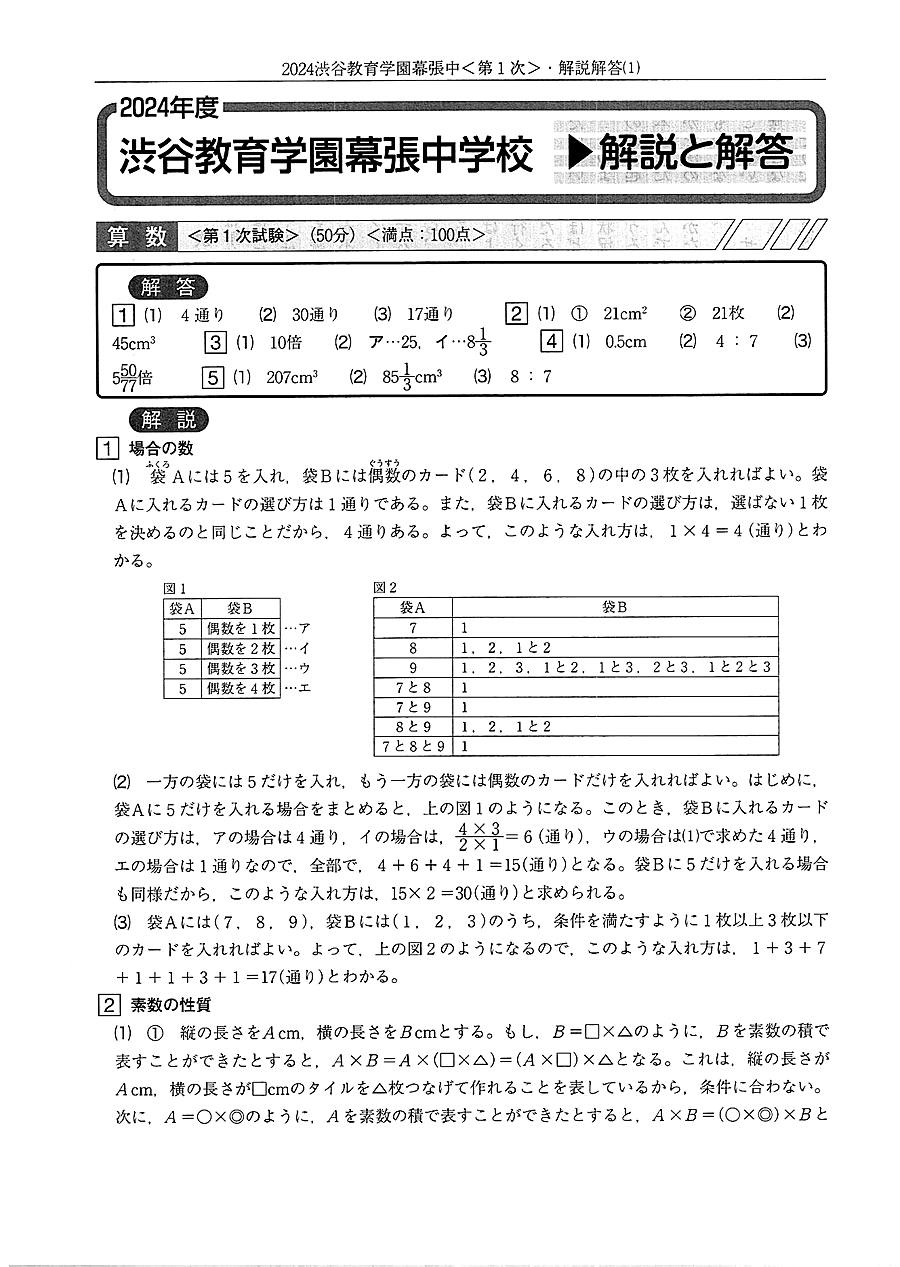 2024渋谷教育学園幕張中<第1次>・解説解答(1)
2024年度
渋谷教育学園幕張中学校 ▶解説と解答
算数 <第1次試験>(50分)<満点:100点>
解答
1 (1) 4通り (2) 30通り (3) 17通り 2 (1) ① 21cm² ② 21枚 (2)
45cm³ 3 (1) 10倍 (2) ア…25,イ…8 1/3 4 (1) 0.5cm (2) 4:7 (3)
5 50/77倍 5 (1) 207cm³ (2) 85 1/3cm³ (3) 8:7
解説
1 場合の数
ふくろ ぐうすう
(1) 袋Aには5を入れ,袋Bには偶数のカード(2,4,6,8)の中の3枚を入れればよい。袋
Aに入れるカードの選び方は1通りである。また,袋Bに入れるカードの選び方は,選ばない1枚
を決めるのと同じことだから,4通りある。よって,このような入れ方は,1×4=4(通り)とわ
かる。
図1
袋A 袋B
5 偶数を1枚 …ア
5 偶数を2枚 …イ
5 偶数を3枚 …ウ
5 偶数を4枚 …エ
図2
袋A 袋B
7 1
8 1,2,1と2
9 1,2,3,1と2,1と3,2と3,1と2と3
7と8 1
7と9 1
8と9 1,2,1と2
7と8と9 1
(2) 一方の袋には5だけを入れ,もう一方の袋には偶数のカードだけを入れればよい。はじめに,
袋Aに5だけを入れる場合をまとめると,上の図1のようになる。このとき,袋Bに入れるカード
の選び方は,アの場合は4通り,イの場合は,4×3/2×1=6(通り),ウの場合は(1)で求めた4通り,
エの場合は1通りなので,全部で,4+6+4+1=15(通り)となる。袋Bに5だけを入れる場合
も同様だから,このような入れ方は,15×2=30(通り)と求められる。
(3) 袋Aには(7,8,9),袋Bには(1,2,3)のうち,条件を満たすように1枚以上3枚以下
のカードを入れればよい。よって,上の図2のようになるので,このような入れ方は,1+3+7
+1+1+3+1=17(通り)とわかる。
2 素数の性質
(1) ① 縦の長さをAcm,横の長さをBcmとする。もし,B=□×△のように,Bを素数の積で
表すことができたとすると,A×B=A×(□×△)=(A×□)×△となる。これは,縦の長さが
Acm,横の長さが□cmのタイルを△枚つなげて作れることを表しているから,条件に合わない。
次に,A=○×◎のように,Aを素数の積で表すことができたとすると,A×B=(○×◎)×Bと